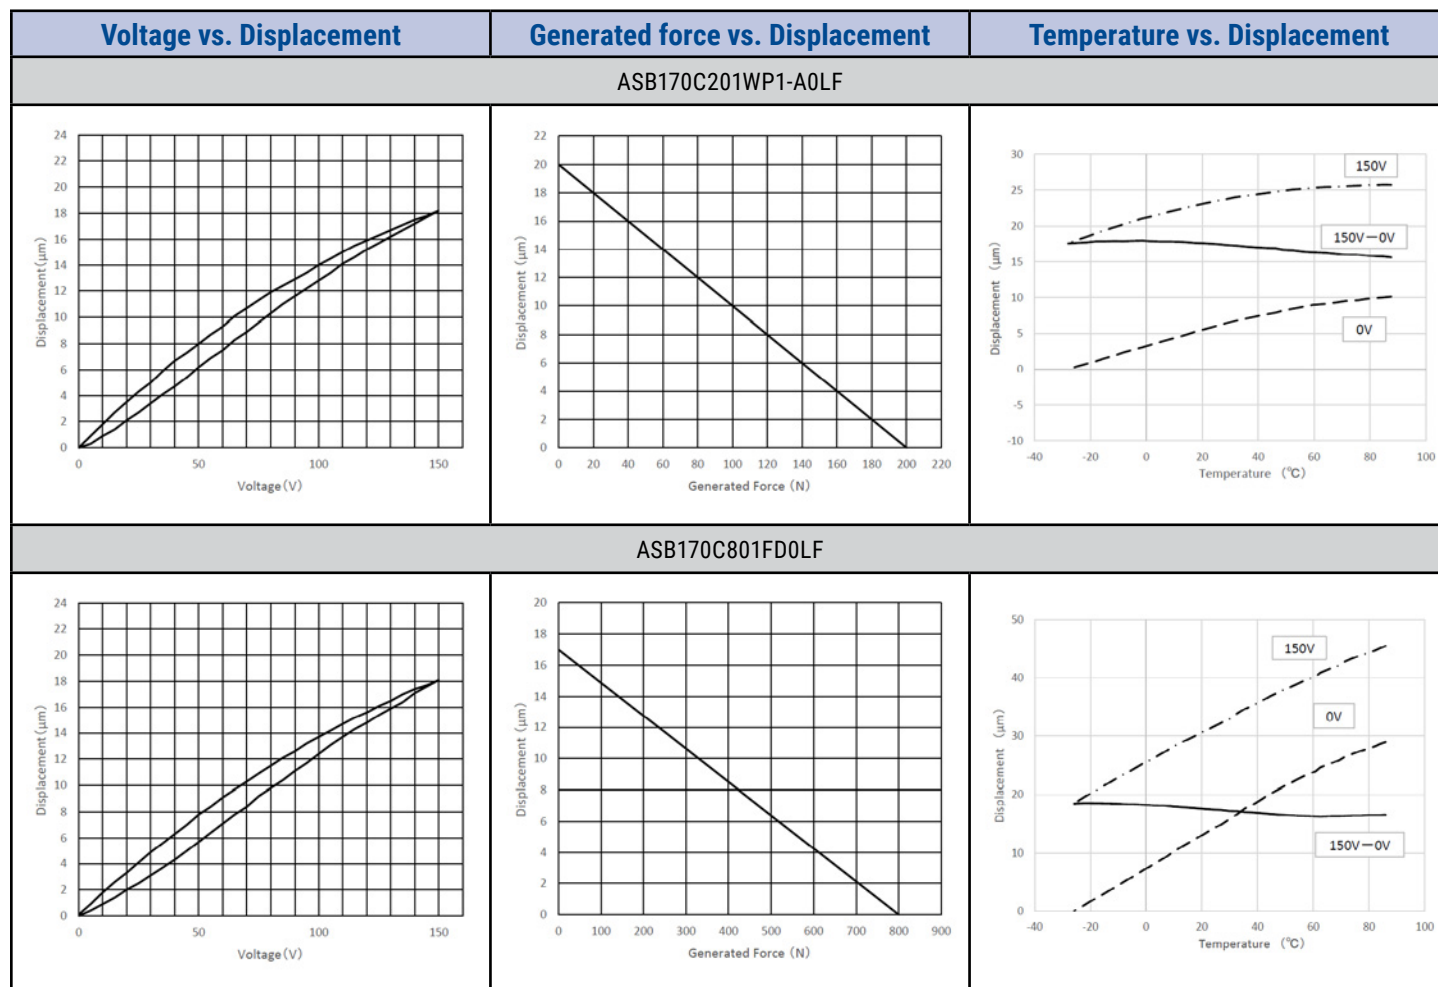 Voltage vs. Displacement
Generated force vs. Displacement
Temperature vs. Displacement
ASB170C201WP1-A0LF
24
22
20
18
16
14
12
10
8
6
4
2
0
Displacement(μm)
0 50 100 150
Voltage(V)
22
20
18
16
14
12
10
8
6
4
2
0
Displacement (μm)
0 20 40 60 80 100 120 140 160 180 200 220
Generated Force (N)
30
25
20
15
10
5
0
-5
-10
Displacement (μm)
150V
150V－0V
0V
-40 -20 0 20 40 60 80 100
Temperature (℃)
ASB170C801FD0LF
24
22
20
18
16
14
12
10
8
6
4
2
0
Displacement(μm)
0 50 100 150
Voltage(V)
20
18
16
14
12
10
8
6
4
2
0
Displacement (μm)
0 100 200 300 400 500 600 700 800 900
Generated Force (N)
50
40
30
20
10
0
Displacement (μm)
150V
0V
150V－0V
-40 -20 0 20 40 60 80 100
Temperature (℃)